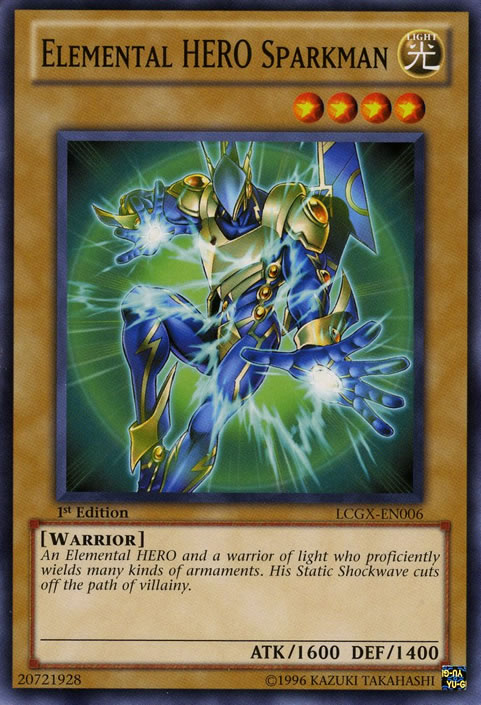 ELEMENTAL HERO SPARKMAN
LIGHT
光
1st Edition
LCGX-EN006
[WARRIOR]
An Elemental HERO and a warrior of light who proficiently
wields many kinds of armaments. His Static Shockwave cuts
off the path of villainy.
ATK/1600 DEF/1400
20721928
©1996 KAZUKI TAKAHASHI